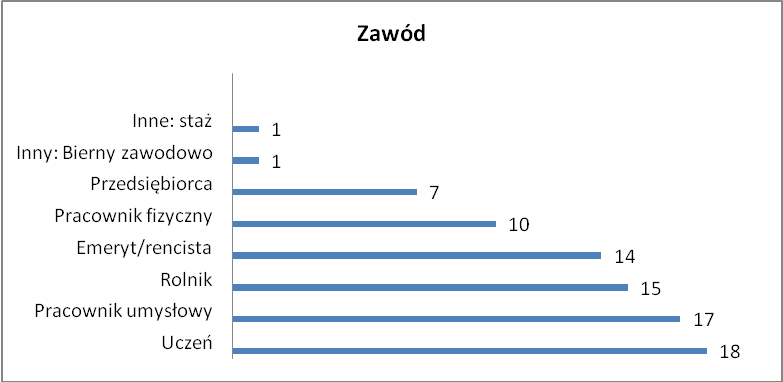 Zawód
Inne: staż 1
Inny: Bierny zawodowo 1
Przedsiębiorca 7
Pracownik fizyczny 10
Emeryt/rencista 14
Rolnik 15
Pracownik umysłowy 17
Uczeń 18